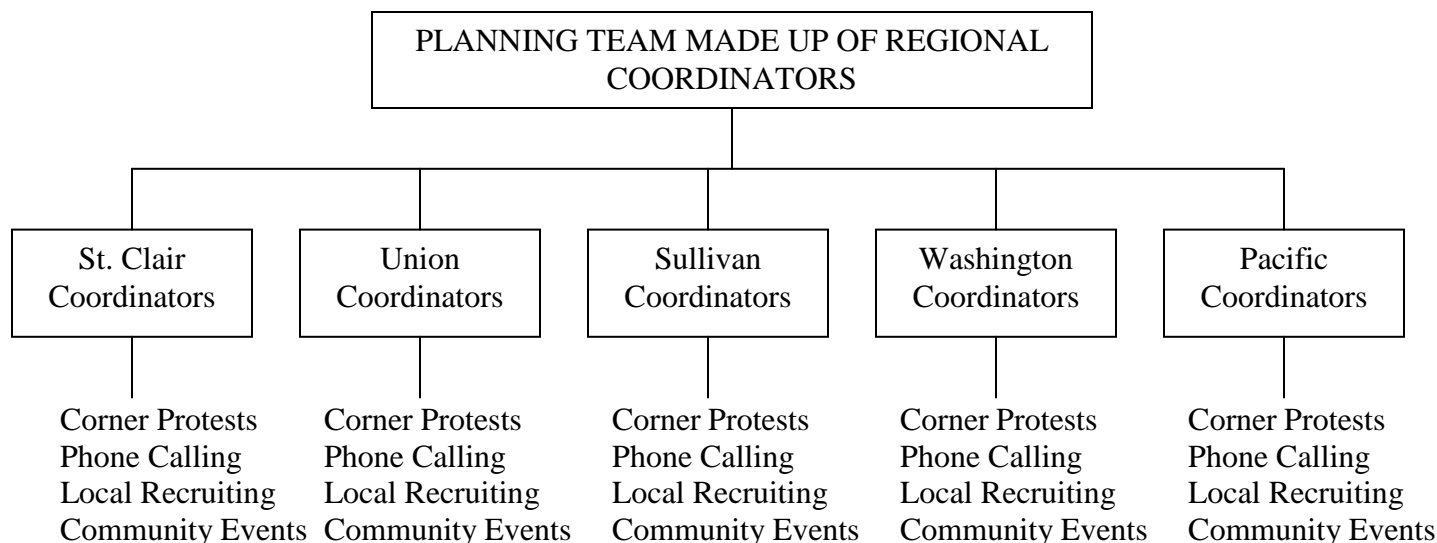 PLANNING TEAM MADE UP OF REGIONAL
COORDINATORS
St. Clair
Coordinators
Union
Coordinators
Sullivan
Coordinators
Washington
Coordinators
Pacific
Coordinators
Corner Protests
Phone Calling
Local Recruiting
Community Events
Corner Protests
Phone Calling
Local Recruiting
Community Events
Corner Protests
Phone Calling
Local Recruiting
Community Events
Corner Protests
Phone Calling
Local Recruiting
Community Events
Corner Protests
Phone Calling
Local Recruiting
Community Events